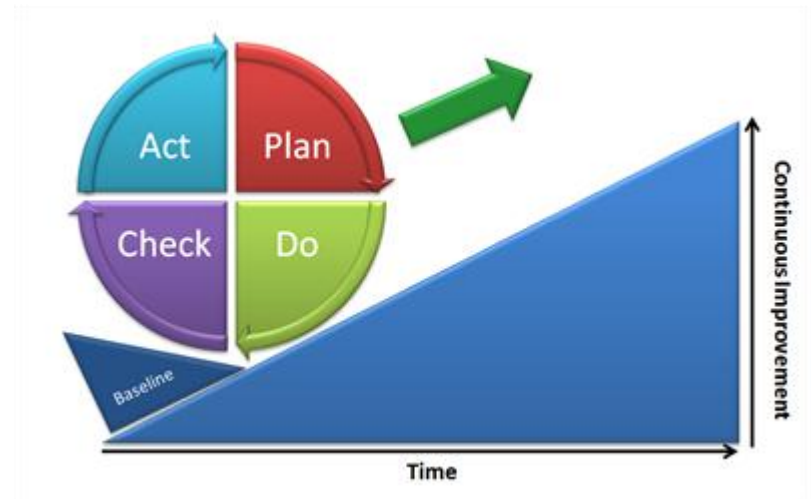 Act
Plan
Check
Do
Baseline
Time
Continuous Improvement